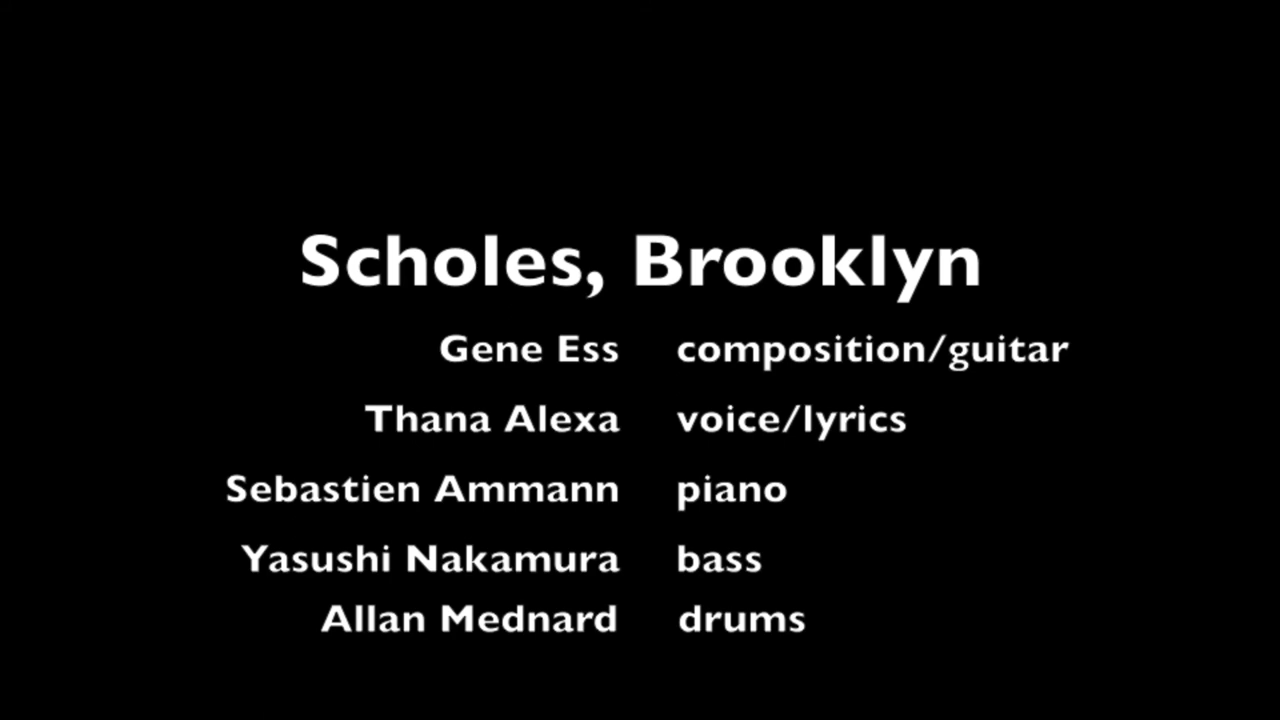 Scholes, Brooklyn
Gene Ess composition/guitar
Thana Alexa voice/lyrics
Sebastien Ammann piano
Yasushi Nakamura bass
Allan Mednard drums